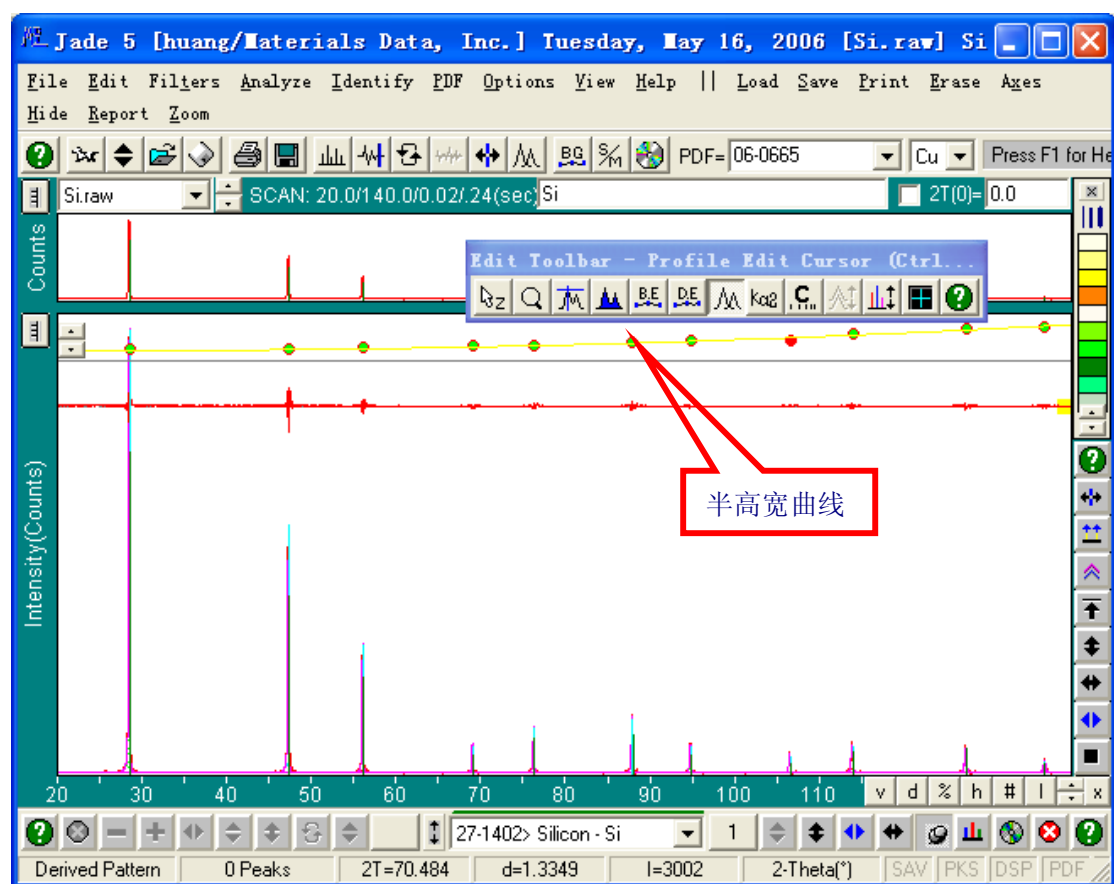 Jade 5 [huang/Materials Data, Inc.] Tuesday, May 16, 2006 [Si.raw] Si
File Edit Filters Analyze Identify PDF Options View Help || Load Save Print Erase Axes
Hide Report Zoom
BG S/M PDF= 06-0665 Cu Press F1 for He
Si.raw SCAN: 20.0/140.0/0.02/.24(sec) Si 2T(0)= 0.0
Counts
Edit Toolbar - Profile Edit Cursor (Ctrl...
Z B.E D.E Kα2 C
半高宽曲线
Intensity(Counts)
20 30 40 50 60 70 80 90 100 110 v d % h # l x
27-1402> Silicon - Si 1
Derived Pattern 0 Peaks 2T=70.484 d=1.3349 I=3002 2-Theta(°) SAV PKS DSP PDF